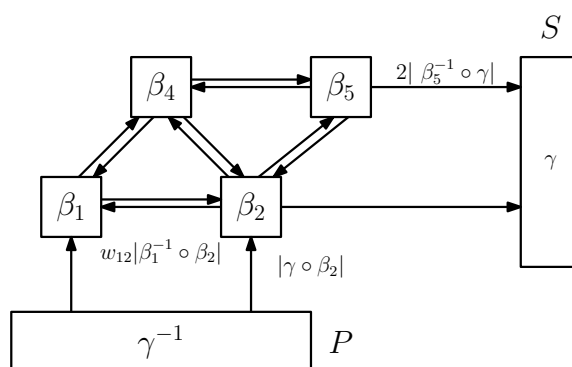 S
β₄
β₅
2| β₅⁻¹ ∘ γ|
γ
β₁
β₂
w₁₂|β₁⁻¹ ∘ β₂|
|γ ∘ β₂|
γ⁻¹
P